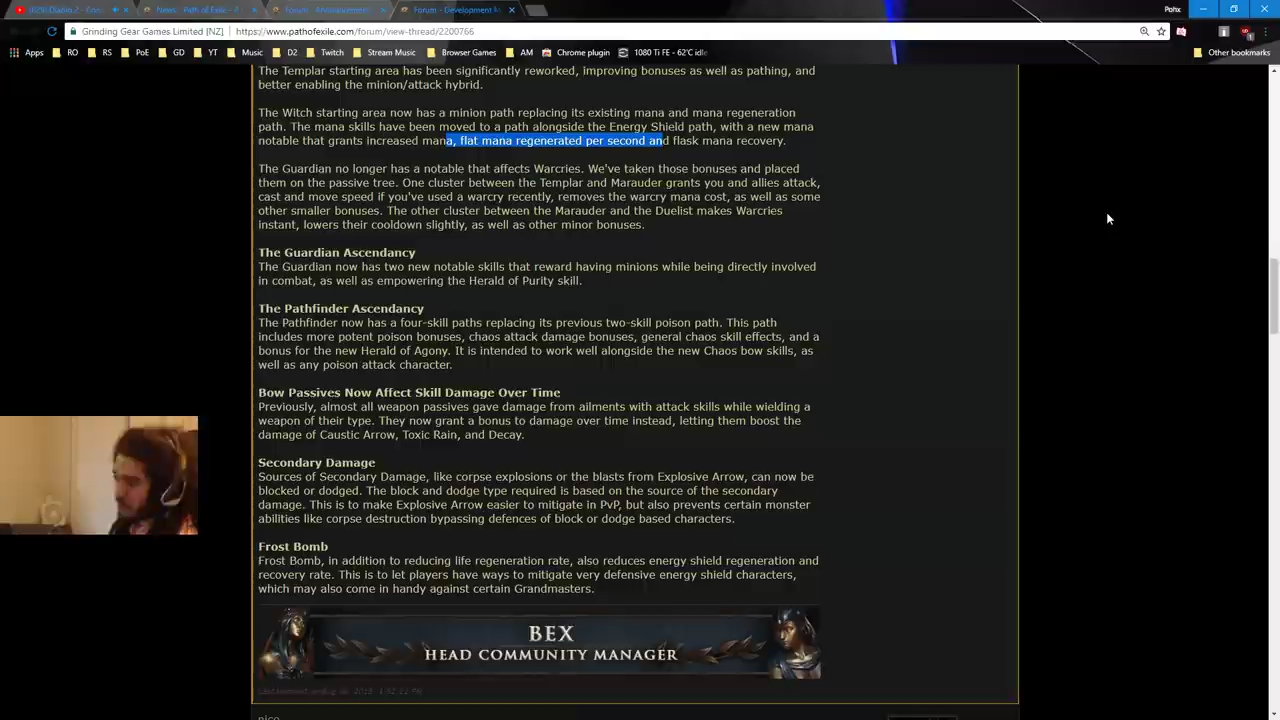 News - Path of Exile - A
Forum - Announcement
Forum - Development M
Pohx
Grinding Gear Games Limited [NZ] https://www.pathofexile.com/forum/view-thread/2200766
Apps RO RS PoE GD YT Music D2 Twitch Stream Music Browser Games AM Chrome plugin 1080 Ti FE - 62°C idle Other bookmarks
The Templar starting area has been significantly reworked, improving bonuses as well as pathing, and
better enabling the minion/attack hybrid.
The Witch starting area now has a minion path replacing its existing mana and mana regeneration
path. The mana skills have been moved to a path alongside the Energy Shield path, with a new mana
notable that grants increased mana, flat mana regenerated per second and flask mana recovery.
The Guardian no longer has a notable that affects Warcries. We've taken those bonuses and placed
them on the passive tree. One cluster between the Templar and Marauder grants you and allies attack,
cast and move speed if you've used a warcry recently, removes the warcry mana cost, as well as some
other smaller bonuses. The other cluster between the Marauder and the Duelist makes Warcries
instant, lowers their cooldown slightly, as well as other minor bonuses.
The Guardian Ascendancy
The Guardian now has two new notable skills that reward having minions while being directly involved
in combat, as well as empowering the Herald of Purity skill.
The Pathfinder Ascendancy
The Pathfinder now has a four-skill paths replacing its previous two-skill poison path. This path
includes more potent poison bonuses, chaos attack damage bonuses, general chaos skill effects, and a
bonus for the new Herald of Agony. It is intended to work well alongside the new Chaos bow skills, as
well as any poison attack character.
Bow Passives Now Affect Skill Damage Over Time
Previously, almost all weapon passives gave damage from ailments with attack skills while wielding a
weapon of their type. They now grant a bonus to damage over time instead, letting them boost the
damage of Caustic Arrow, Toxic Rain, and Decay.
Secondary Damage
Sources of Secondary Damage, like corpse explosions or the blasts from Explosive Arrow, can now be
blocked or dodged. The block and dodge type required is based on the source of the secondary
damage. This is to make Explosive Arrow easier to mitigate in PvP, but also prevents certain monster
abilities like corpse destruction bypassing defences of block or dodge based characters.
Frost Bomb
Frost Bomb, in addition to reducing life regeneration rate, also reduces energy shield regeneration and
recovery rate. This is to let players have ways to mitigate very defensive energy shield characters,
which may also come in handy against certain Grandmasters.
BEX
HEAD COMMUNITY MANAGER